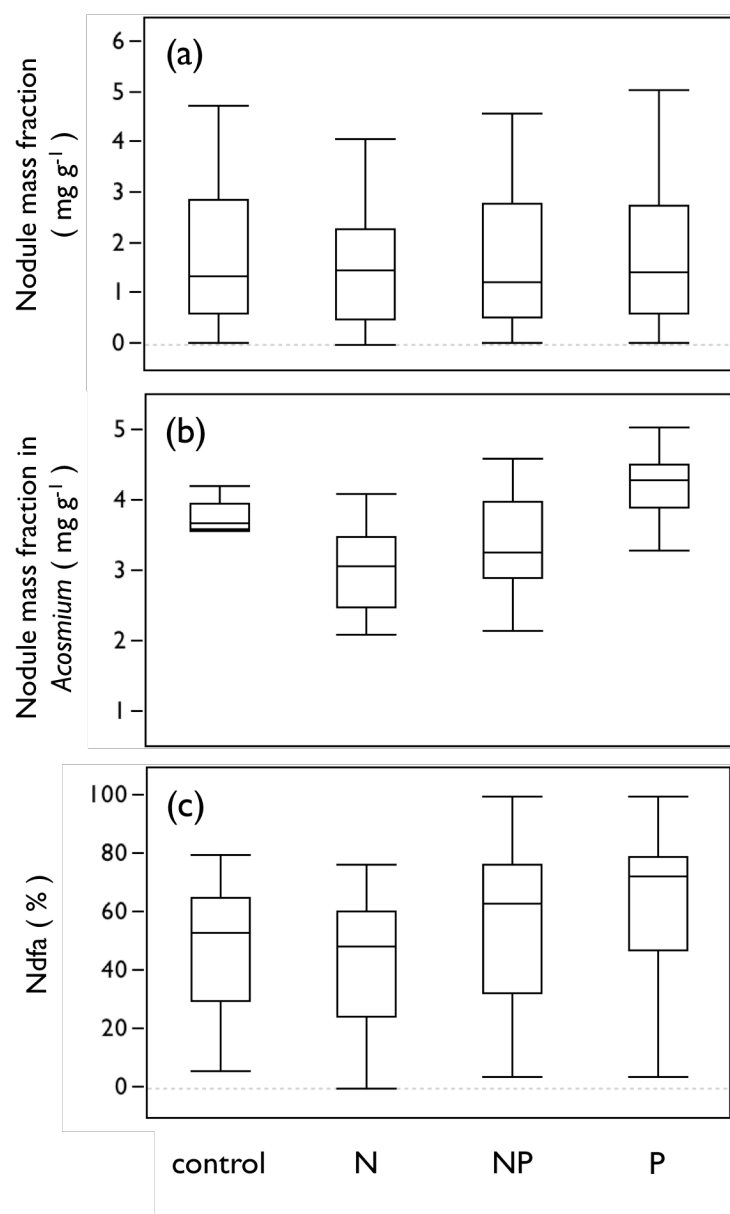 (a)
Nodule mass fraction
( mg g⁻¹ )
6
5
4
3
2
1
0
(b)
Nodule mass fraction in
Acosmium ( mg g⁻¹ )
5
4
3
2
1
(c)
Ndfa ( % )
100
80
60
40
20
0
control N NP P